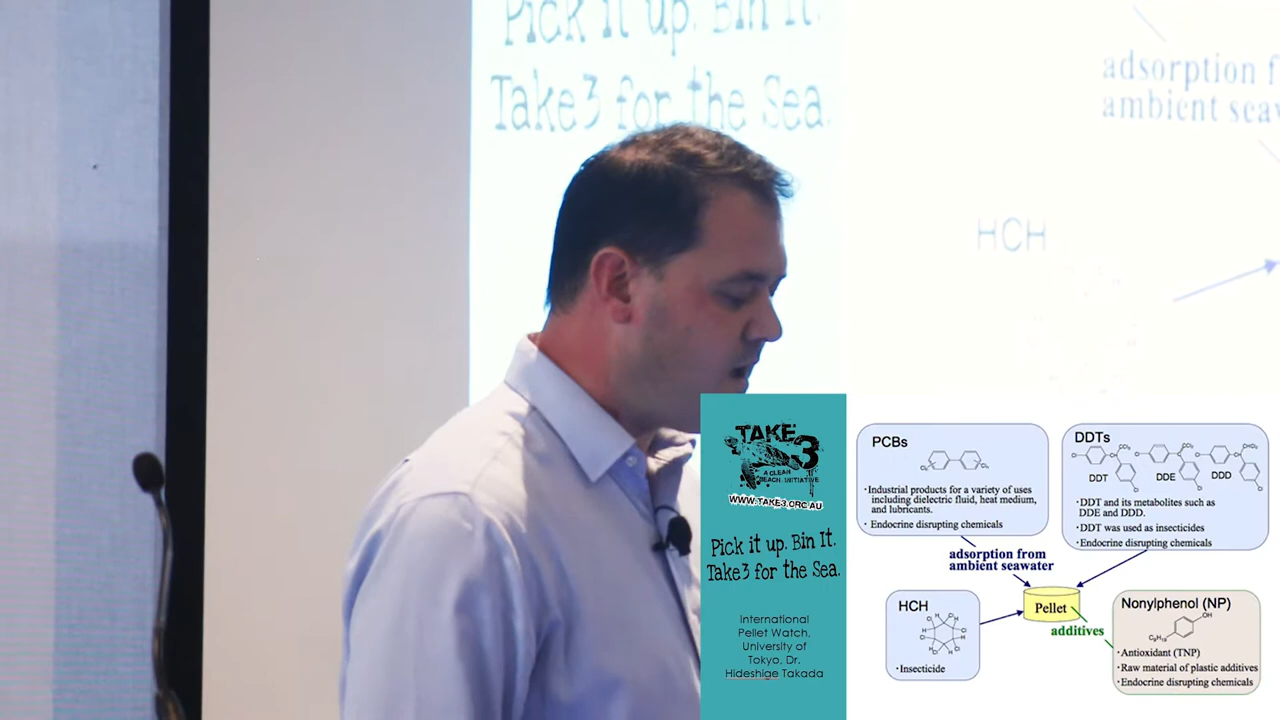 Pick it up. Bin It.
Take3 for the Sea.
adsorption f
ambient seaw
HCH
TAKE 3
A CLEAN
BEACH INITIATIVE
WWW.TAKE3.ORG.AU
Pick it up. Bin It.
Take3 for the Sea.
International
Pellet Watch,
University of
Tokyo, Dr.
Hideshige Takada
PCBs
Cl Cl
·Industrial products for a variety of uses
including dielectric fluid, heat medium,
and lubricants.
· Endocrine disrupting chemicals
DDTs
DDT DDE DDD
·DDT and its metabolites such as
DDE and DDD.
·DDT was used as insecticides
·Endocrine disrupting chemicals
adsorption from
ambient seawater
Pellet
additives
HCH
·Insecticide
Nonylphenol (NP)
OH
C9H19
·Antioxidant (TNP)
·Raw material of plastic additives
·Endocrine disrupting chemicals